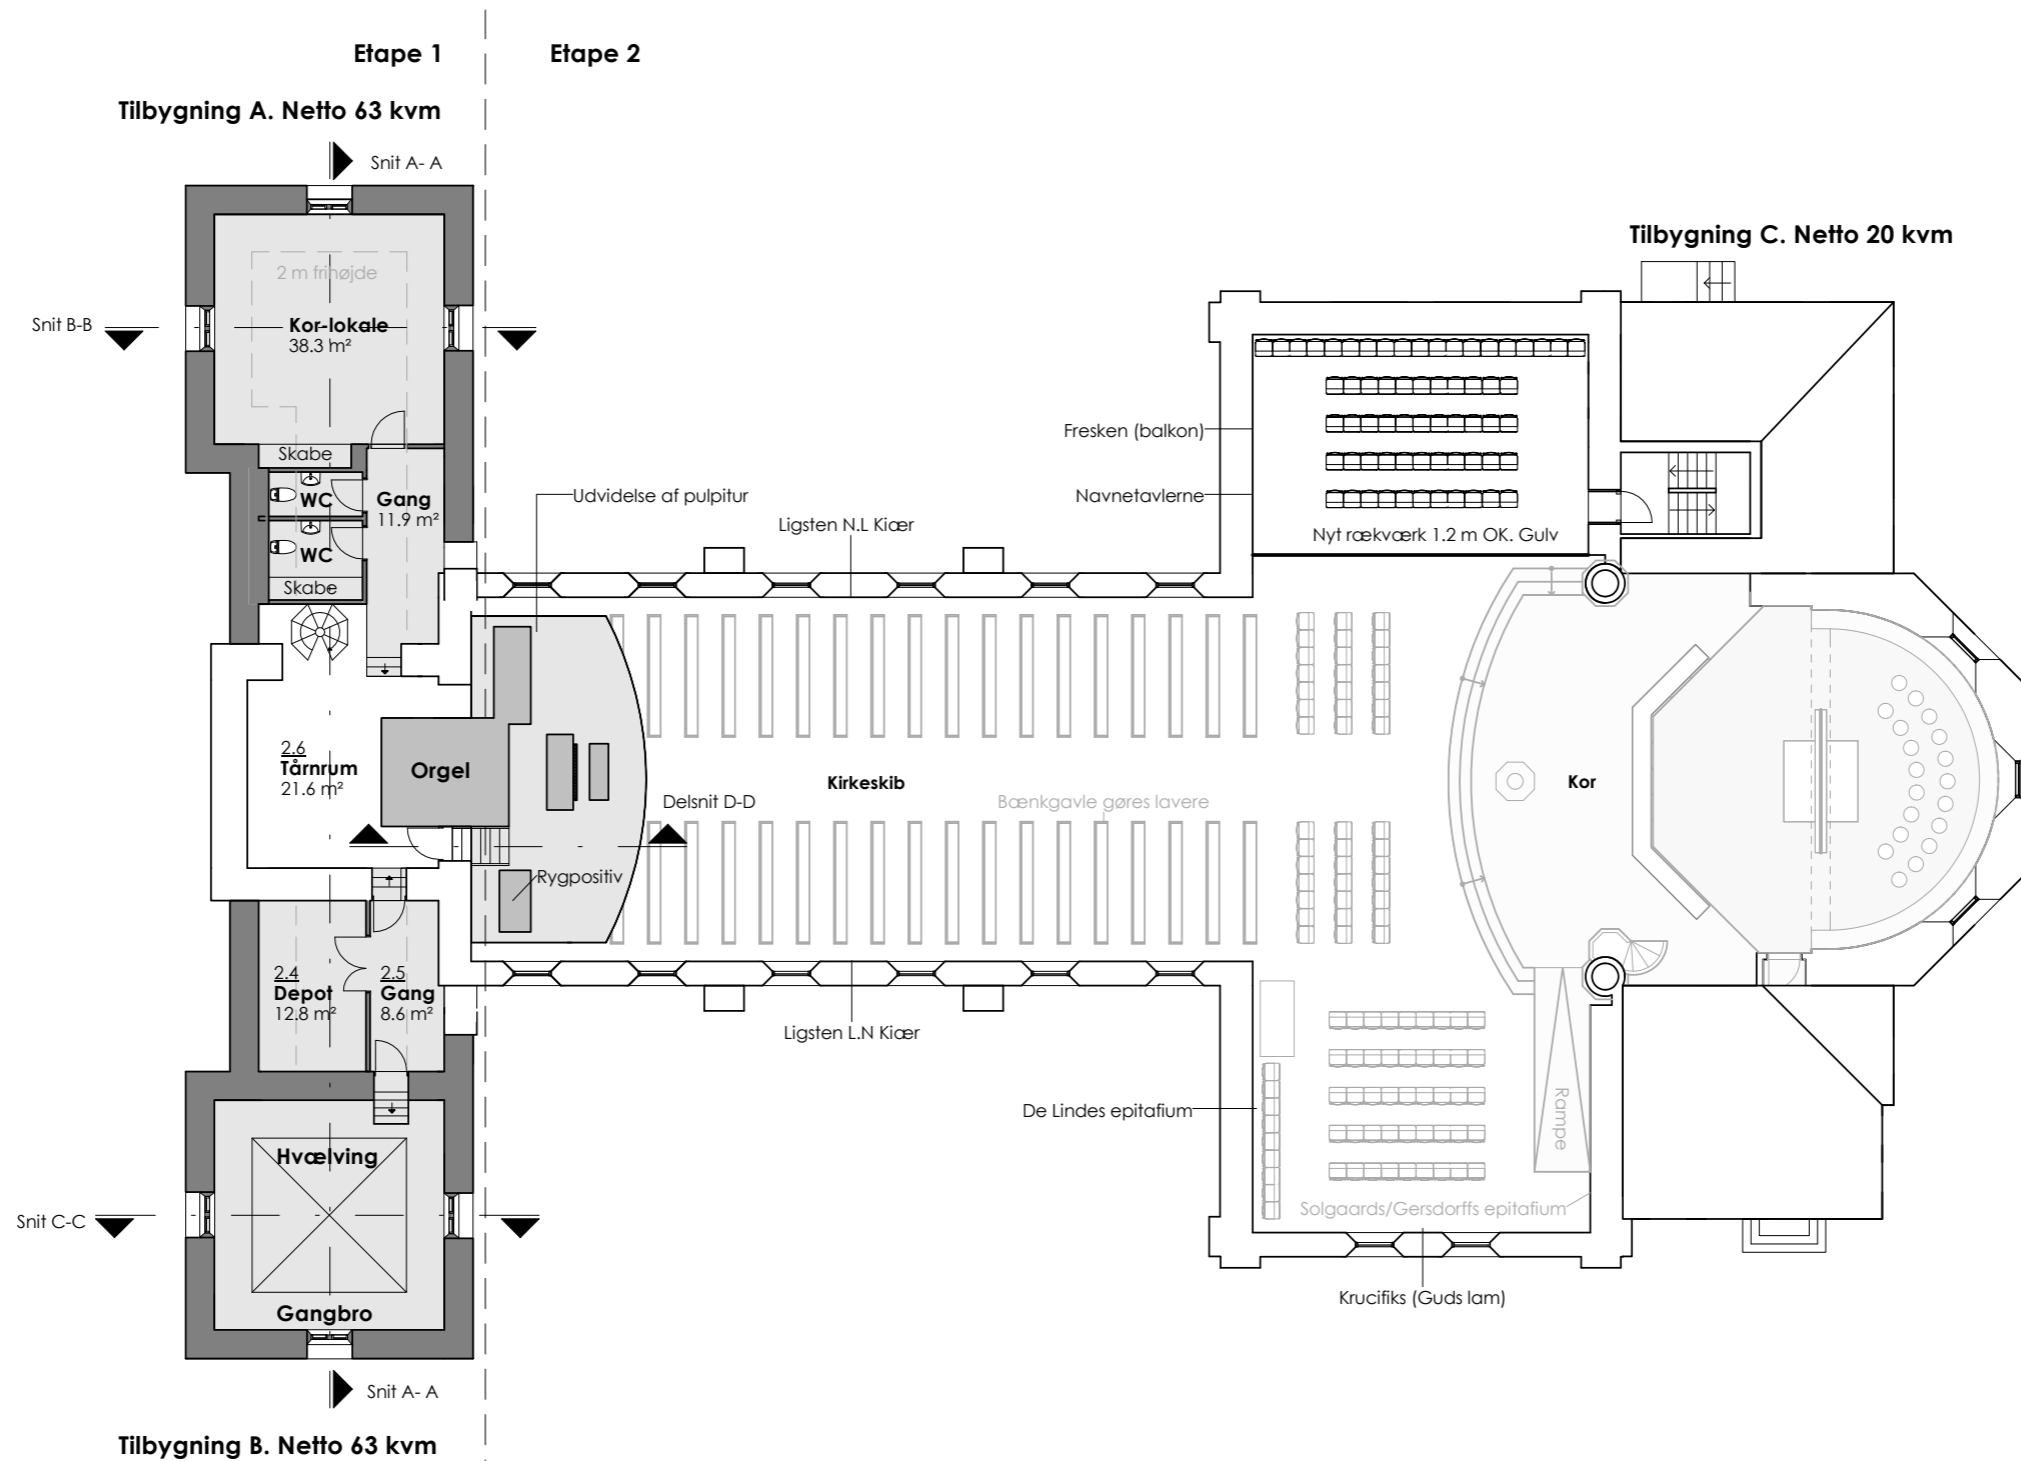 Etape 1
Etape 2
Tilbygning A. Netto 63 kvm
Snit A- A
Tilbygning C. Netto 20 kvm
2 m frihøjde
Snit B-B
Kor-lokale
38.3 m²
Fresken (balkon)
Skabe
WC
Gang
11.9 m²
Udvidelse af pulpitur
Navnetavlerne
Ligsten N.L Kiær
Nyt rækværk 1.2 m OK. Gulv
WC
Skabe
2.6
Tårnrum
21.6 m²
Orgel
Kirkeskib
Kor
Delsnit D-D
Bænkgavle gøres lavere
Rygpositiv
2.4
Depot
12.8 m²
2.5
Gang
8.6 m²
Ligsten L.N Kiær
De Lindes epitafium
Rampe
Hvælving
Solgaards/Gersdorffs epitafium
Snit C-C
Krucifiks (Guds lam)
Gangbro
Snit A- A
Tilbygning B. Netto 63 kvm